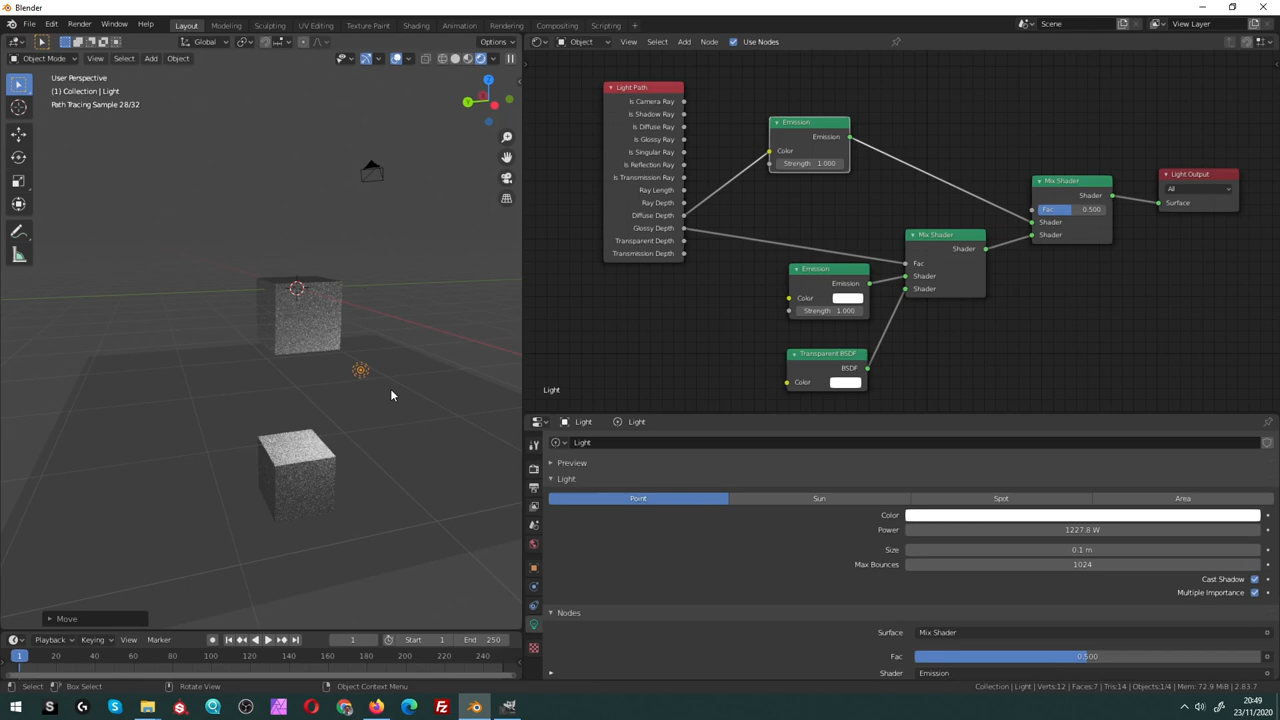 Blender
File Edit Render Window Help
Layout Modeling Sculpting UV Editing Texture Paint Shading Animation Rendering Compositing Scripting +
Scene
View Layer
Global
Options
Object
View Select Add Node Use Nodes
Object Mode View Select Add Object
User Perspective
(1) Collection | Light
Path Tracing Sample 28/32
Z
Y
Light Path
Is Camera Ray
Is Shadow Ray
Is Diffuse Ray
Is Glossy Ray
Is Singular Ray
Is Reflection Ray
Is Transmission Ray
Ray Length
Ray Depth
Diffuse Depth
Glossy Depth
Transparent Depth
Transmission Depth
Emission
Emission
Color
Strength 1.000
Mix Shader
Shader
Fac 0.500
Shader
Shader
Light Output
All
Surface
Mix Shader
Shader
Fac
Shader
Shader
Emission
Emission
Color
Strength 1.000
Transparent BSDF
BSDF
Color
Light
Light Light
Light
Preview
Light
Point Sun Spot Area
Color
Power 1227.8 W
Size 0.1 m
Max Bounces 1024
Cast Shadow
Multiple Importance
Nodes
Surface Mix Shader
Fac 0.500
Shader Emission
Move
Playback Keying View Marker 1 Start 1 End 250
1 20 40 60 80 100 120 140 160 180 200 220 240
Select Box Select Rotate View Object Context Menu
Collection | Light | Verts:12 | Faces:7 | Tris:14 | Objects:1/4 | Mem: 72.9 MiB | 2.83.7
20:49
23/11/2020